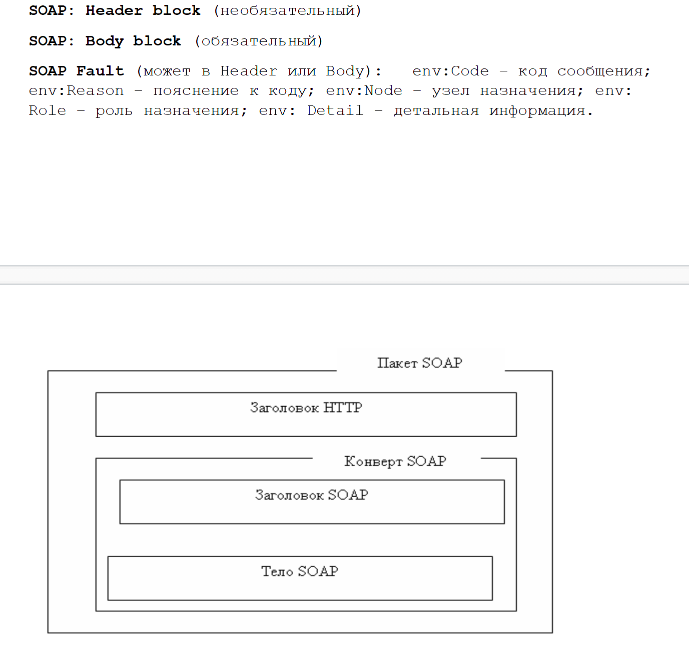 SOAP: Header block (необязательный)
SOAP: Body block (обязательный)
SOAP Fault (может в Header или Body): env:Code – код сообщения;
env:Reason – пояснение к коду; env:Node – узел назначения; env:
Role – роль назначения; env: Detail – детальная информация.
Пакет SOAP
Заголовок HTTP
Конверт SOAP
Заголовок SOAP
Тело SOAP